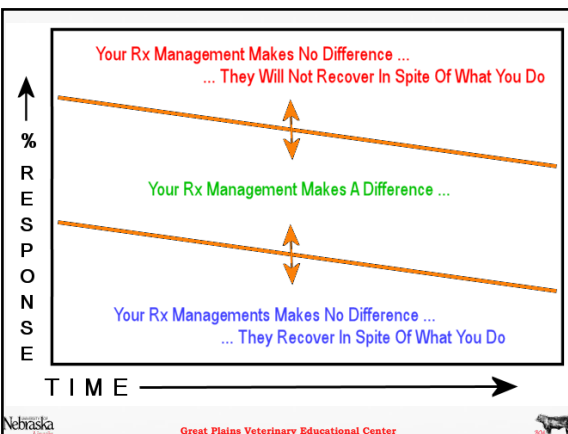 Your Rx Management Makes No Difference ...
... They Will Not Recover In Spite Of What You Do
% RESPONSE
Your Rx Management Makes A Difference ...
Your Rx Managements Makes No Difference ...
... They Recover In Spite Of What You Do
TIME
Nebraska
Great Plains Veterinary Educational Center